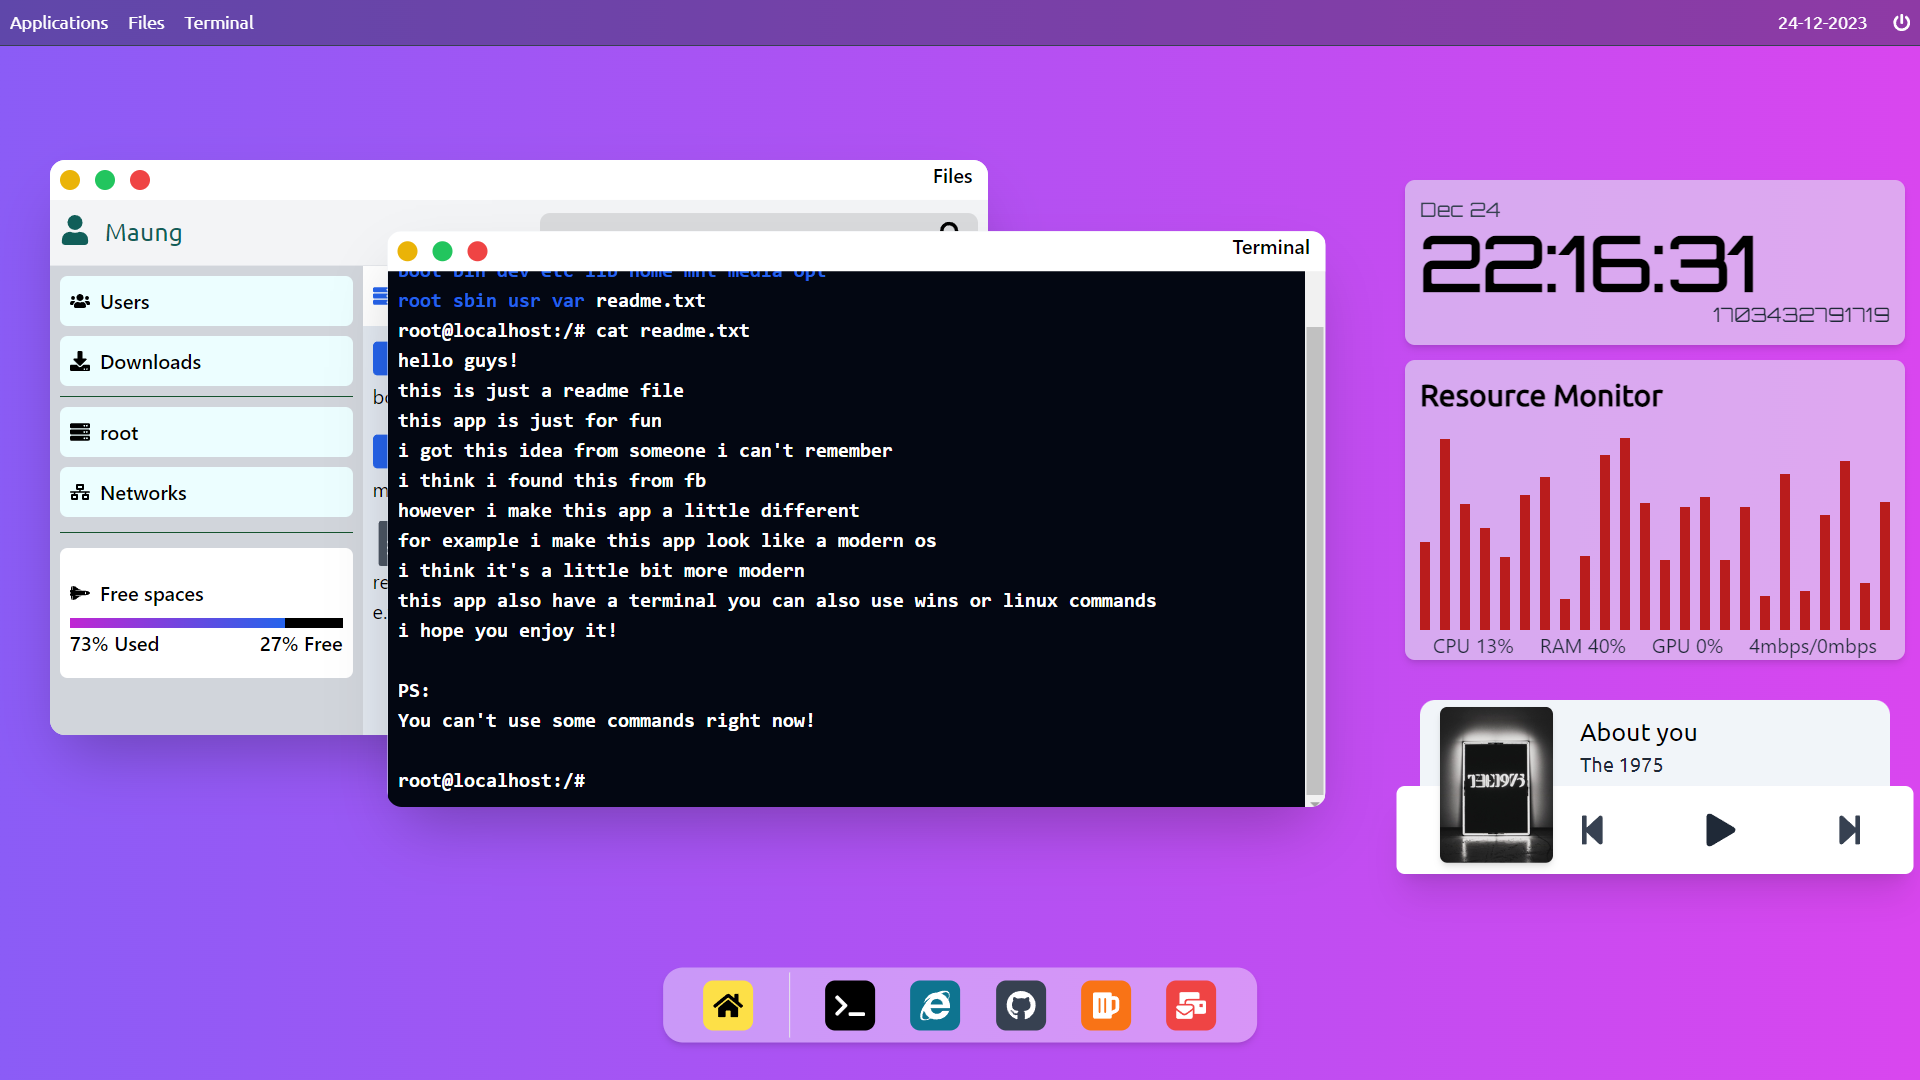 Applications Files Terminal
24-12-2023
Files
Maung
Users
Downloads
root
Networks
Free spaces
73% Used 27% Free
Terminal
boot bin dev etc lib home mnt media opt
root sbin usr var readme.txt
root@localhost:/# cat readme.txt
hello guys!
this is just a readme file
this app is just for fun
i got this idea from someone i can't remember
i think i found this from fb
however i make this app a little different
for example i make this app look like a modern os
i think it's a little bit more modern
this app also have a terminal you can also use wins or linux commands
i hope you enjoy it!
PS:
You can't use some commands right now!
root@localhost:/#
Dec 24
22:16:31
1703432791719
Resource Monitor
CPU 13% RAM 40% GPU 0% 4mbps/0mbps
About you
The 1975